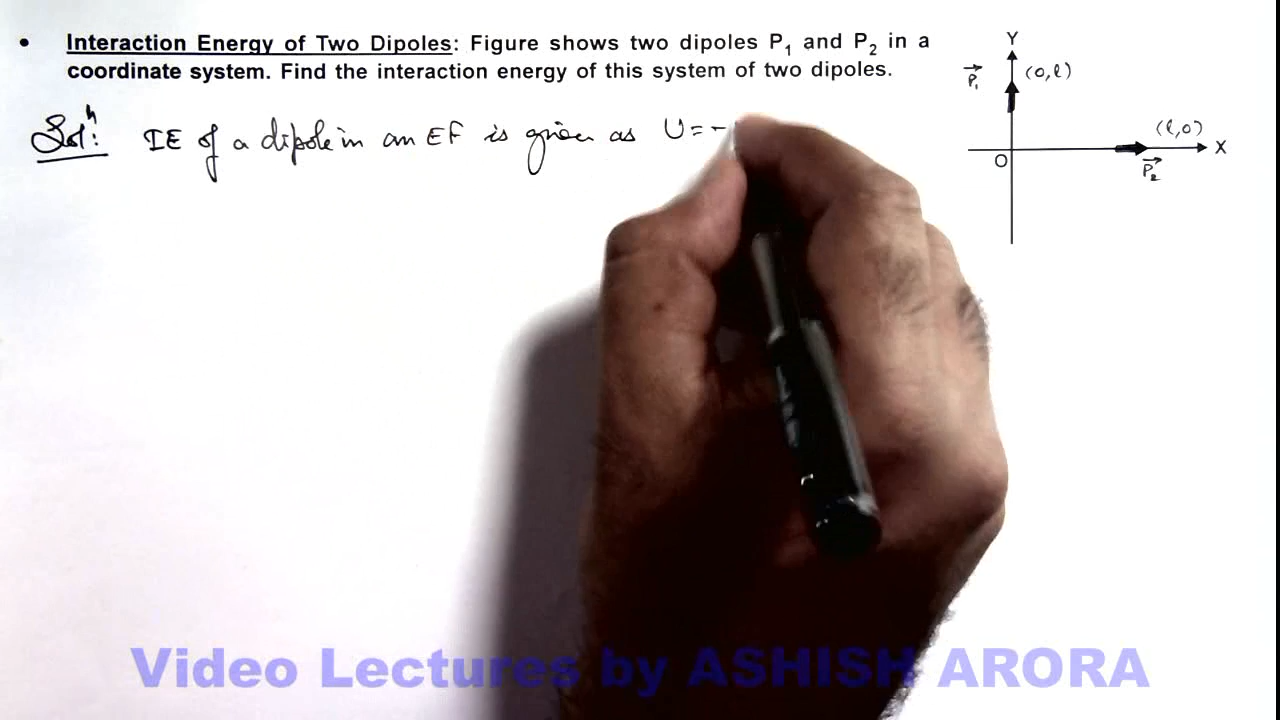 • Interaction Energy of Two Dipoles: Figure shows two dipoles P₁ and P₂ in a
coordinate system. Find the interaction energy of this system of two dipoles.
Solⁿ: IE of a dipole in an EF is given as U = -
Y
P₁ (0, l)
(l, 0)
O X
P₂
Video Lectures by ASHISH ARORA